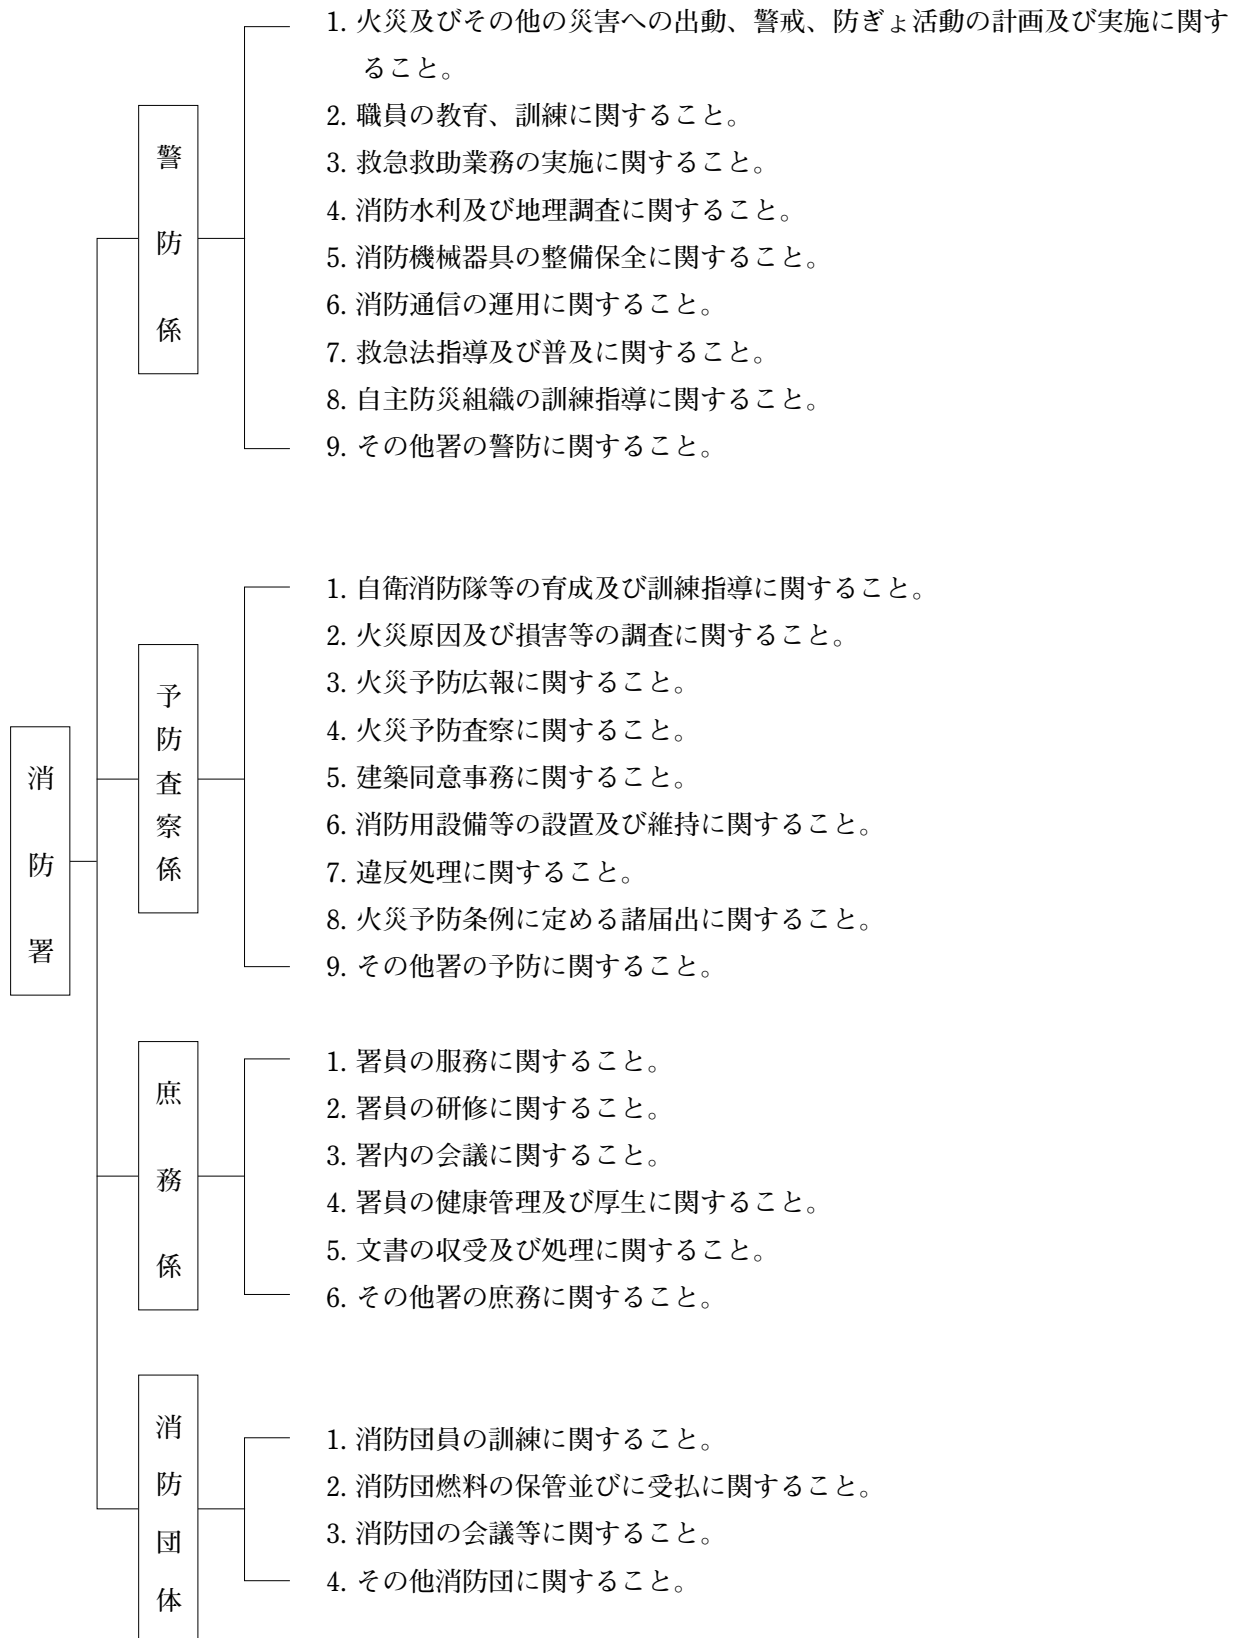 消防署
警防係
1. 火災及びその他の災害への出動、警戒、防ぎょ活動の計画及び実施に関す
ること。
2. 職員の教育、訓練に関すること。
3. 救急救助業務の実施に関すること。
4. 消防水利及び地理調査に関すること。
5. 消防機械器具の整備保全に関すること。
6. 消防通信の運用に関すること。
7. 救急法指導及び普及に関すること。
8. 自主防災組織の訓練指導に関すること。
9. その他署の警防に関すること。
予防査察係
1. 自衛消防隊等の育成及び訓練指導に関すること。
2. 火災原因及び損害等の調査に関すること。
3. 火災予防広報に関すること。
4. 火災予防査察に関すること。
5. 建築同意事務に関すること。
6. 消防用設備等の設置及び維持に関すること。
7. 違反処理に関すること。
8. 火災予防条例に定める諸届出に関すること。
9. その他署の予防に関すること。
庶務係
1. 署員の服務に関すること。
2. 署員の研修に関すること。
3. 署内の会議に関すること。
4. 署員の健康管理及び厚生に関すること。
5. 文書の収受及び処理に関すること。
6. その他署の庶務に関すること。
消防団体
1. 消防団員の訓練に関すること。
2. 消防団燃料の保管並びに受払に関すること。
3. 消防団の会議等に関すること。
4. その他消防団に関すること。